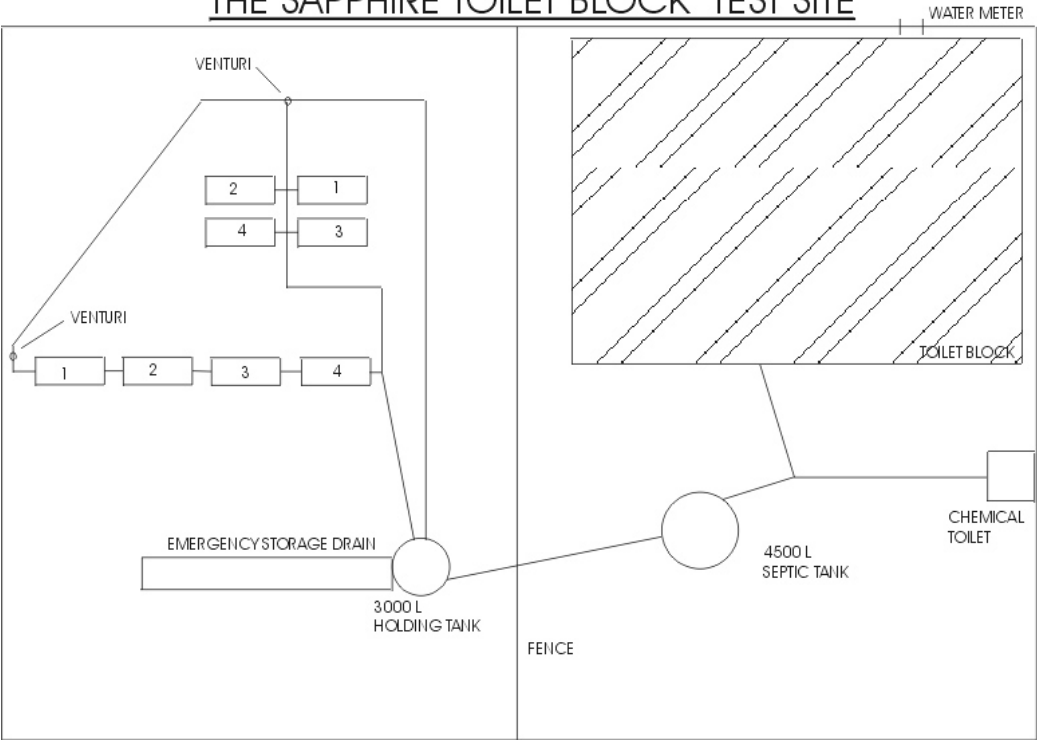 THE SAPPHIRE TOILET BLOCK TEST SITE
WATER METER
VENTURI
2 1
4 3
VENTURI
1 2 3 4
TOILET BLOCK
CHEMICAL
TOILET
EMERGENCY STORAGE DRAIN
4500 L
SEPTIC TANK
3000 L
HOLDING TANK
FENCE